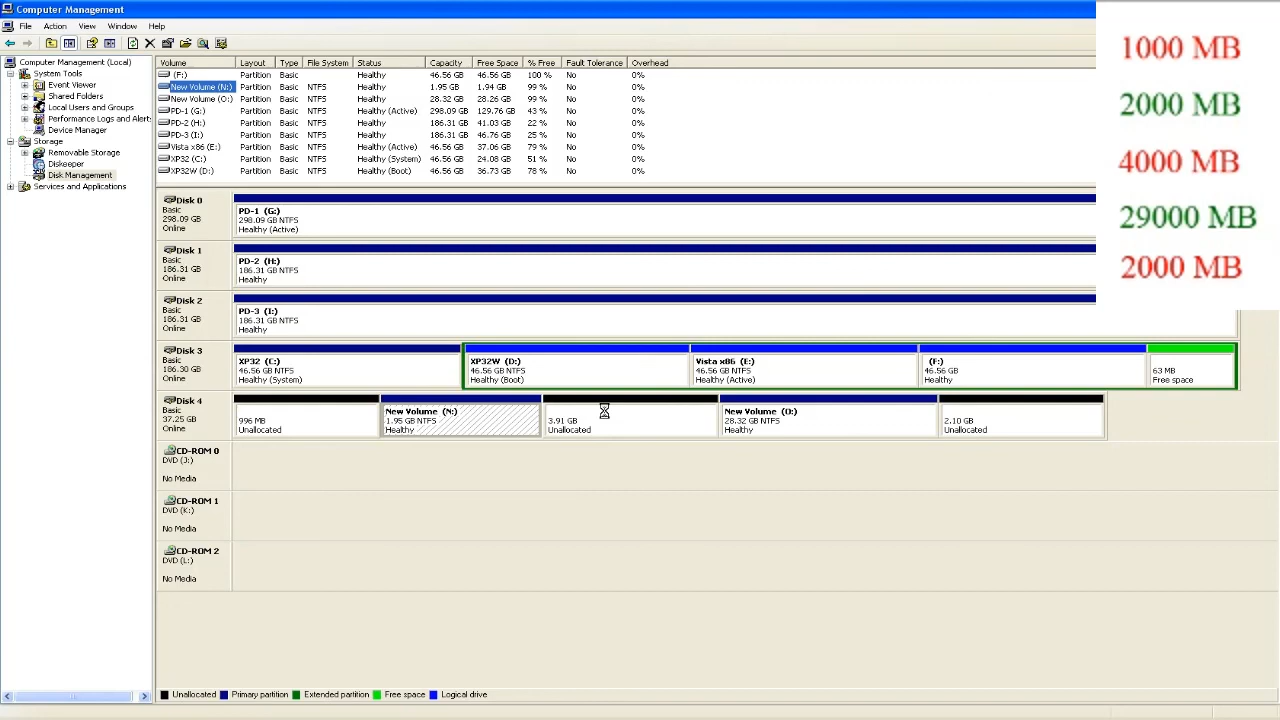 Computer Management
File Action View Window Help
Computer Management (Local)
System Tools
Event Viewer
Shared Folders
Local Users and Groups
Performance Logs and Alerts
Device Manager
Storage
Removable Storage
Diskeeper
Disk Management
Services and Applications
Volume Layout Type File System Status Capacity Free Space % Free Fault Tolerance Overhead
(F:) Partition Basic Healthy 46.56 GB 46.56 GB 100 % No 0%
New Volume (N:) Partition Basic NTFS Healthy 1.95 GB 1.94 GB 99 % No 0%
New Volume (O:) Partition Basic NTFS Healthy 28.32 GB 28.26 GB 99 % No 0%
PD-1 (G:) Partition Basic NTFS Healthy (Active) 298.09 GB 129.76 GB 43 % No 0%
PD-2 (H:) Partition Basic NTFS Healthy 186.31 GB 41.03 GB 22 % No 0%
PD-3 (I:) Partition Basic NTFS Healthy 186.31 GB 46.76 GB 25 % No 0%
Vista x86 (E:) Partition Basic NTFS Healthy (Active) 46.56 GB 37.06 GB 79 % No 0%
XP32 (C:) Partition Basic NTFS Healthy (System) 46.56 GB 24.08 GB 51 % No 0%
XP32W (D:) Partition Basic NTFS Healthy (Boot) 46.56 GB 36.73 GB 78 % No 0%
Disk 0
Basic
298.09 GB
Online
PD-1 (G:)
298.09 GB NTFS
Healthy (Active)
Disk 1
Basic
186.31 GB
Online
PD-2 (H:)
186.31 GB NTFS
Healthy
Disk 2
Basic
186.31 GB
Online
PD-3 (I:)
186.31 GB NTFS
Healthy
Disk 3
Basic
186.30 GB
Online
XP32 (C:)
46.56 GB NTFS
Healthy (System)
XP32W (D:)
46.56 GB NTFS
Healthy (Boot)
Vista x86 (E:)
46.56 GB NTFS
Healthy (Active)
(F:)
46.56 GB
Healthy
63 MB
Free space
Disk 4
Basic
37.25 GB
Online
996 MB
Unallocated
New Volume (N:)
1.95 GB NTFS
Healthy
3.91 GB
Unallocated
New Volume (O:)
28.32 GB NTFS
Healthy
2.10 GB
Unallocated
CD-ROM 0
DVD (J:)
No Media
CD-ROM 1
DVD (K:)
No Media
CD-ROM 2
DVD (L:)
No Media
Unallocated Primary partition Extended partition Free space Logical drive
1000 MB
2000 MB
4000 MB
29000 MB
2000 MB